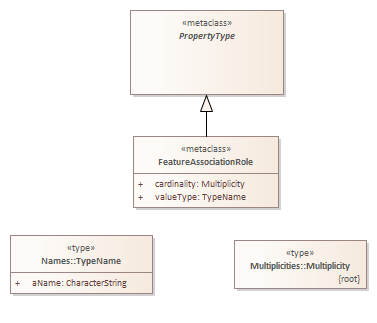 «metaclass»
PropertyType
«metaclass»
FeatureAssociationRole
+ cardinality: Multiplicity
+ valueType: TypeName
«type»
Names::TypeName
+ aName: CharacterString
«type»
Multiplicities::Multiplicity
{root}